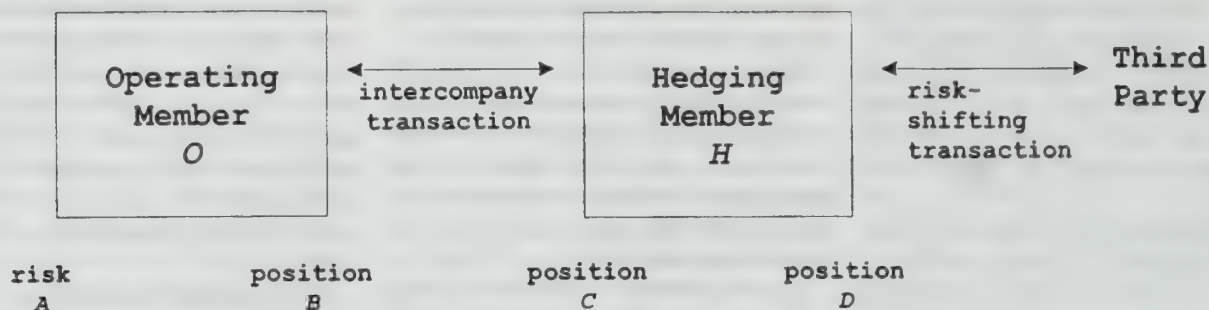 Operating
Member
O
intercompany
transaction
Hedging
Member
H
risk-
shifting
transaction
Third
Party
risk
A
position
B
position
C
position
D